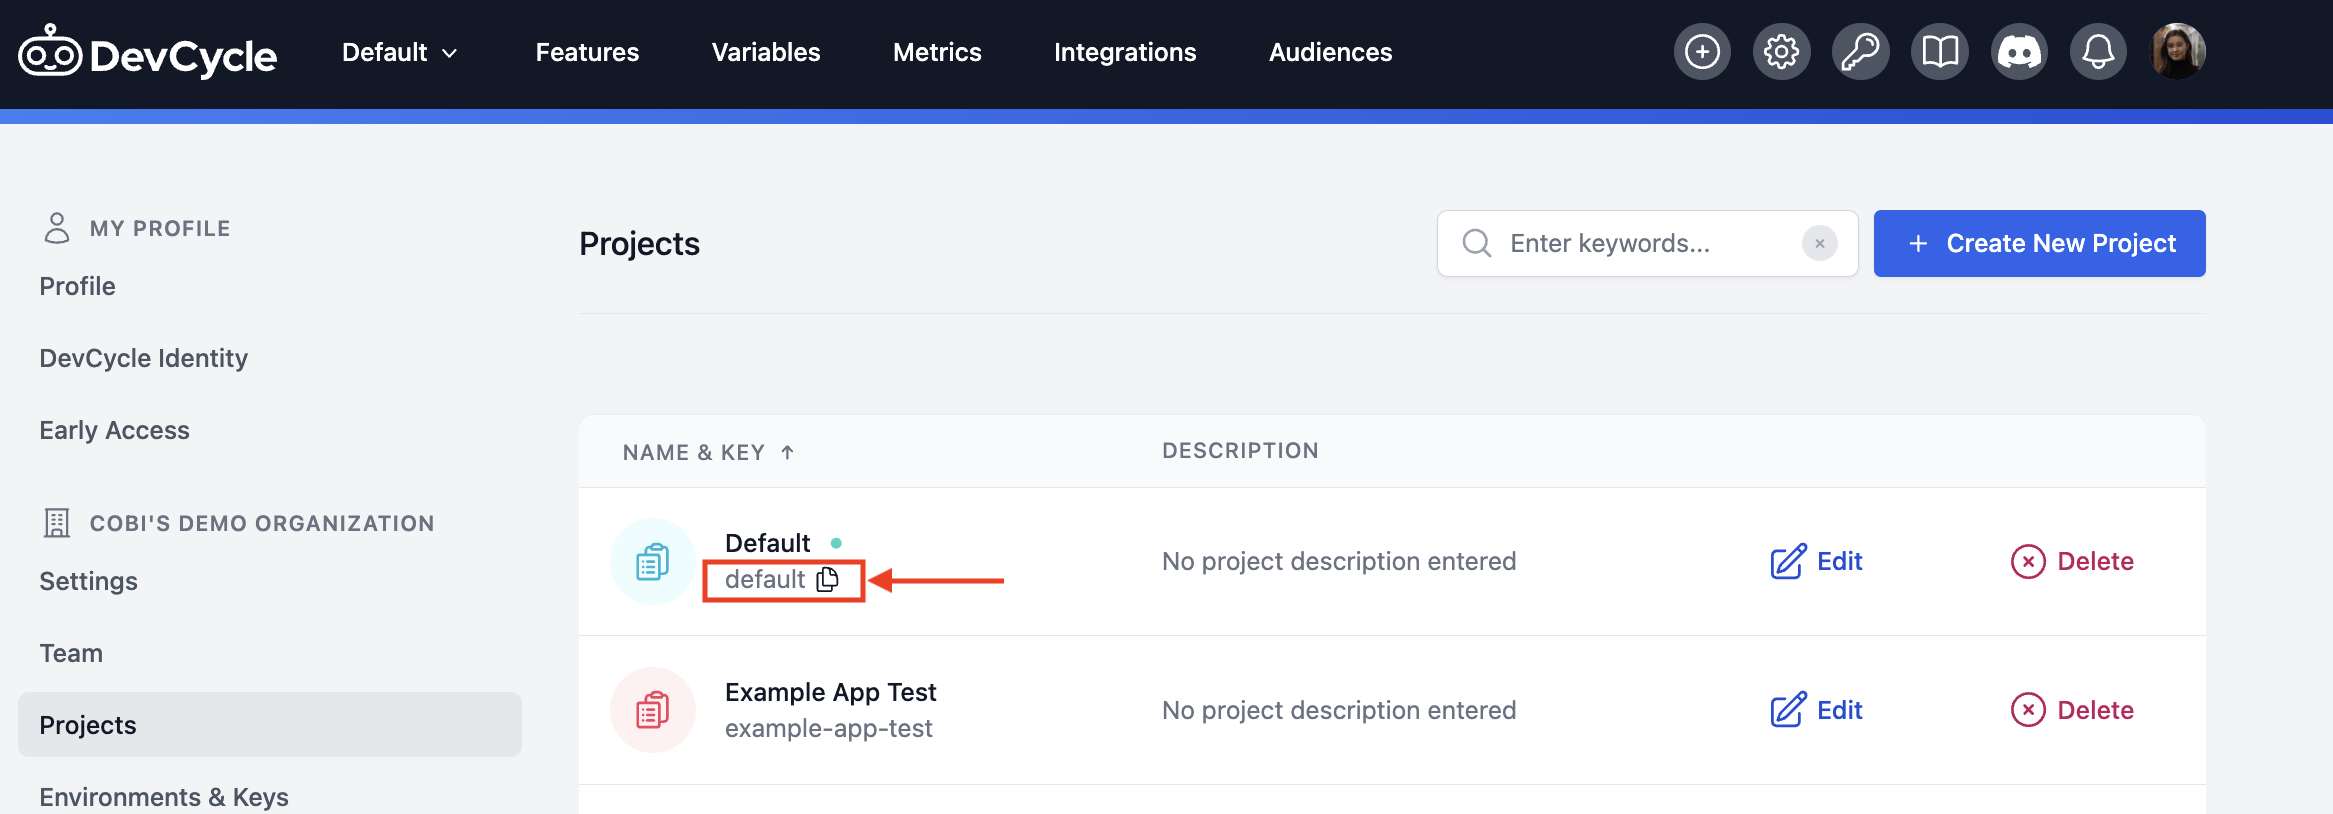 DevCycle
Default
Features
Variables
Metrics
Integrations
Audiences
MY PROFILE
Profile
DevCycle Identity
Early Access
COBI'S DEMO ORGANIZATION
Settings
Team
Projects
Environments & Keys
Projects
Enter keywords...
+ Create New Project
NAME & KEY ↑
DESCRIPTION
Default
default
No project description entered
Edit
Delete
Example App Test
example-app-test
No project description entered
Edit
Delete